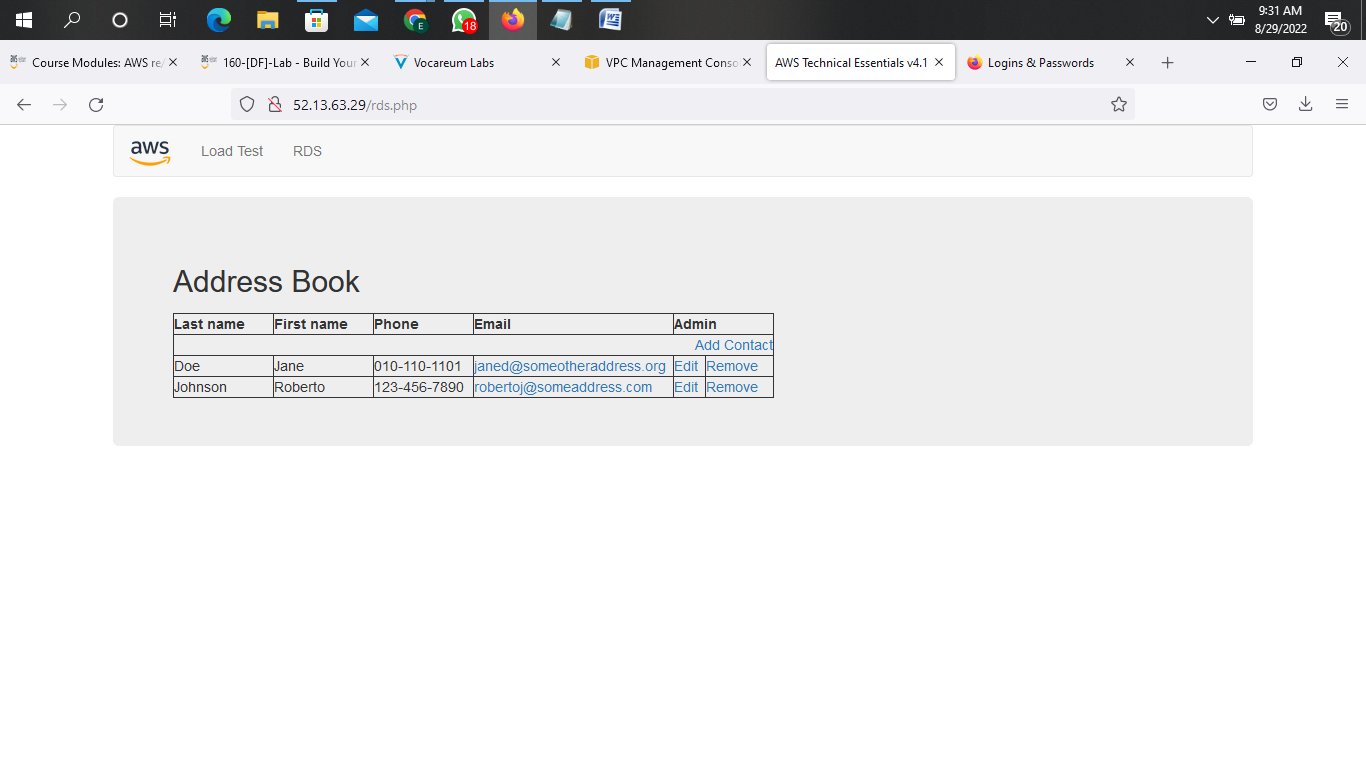 E
18
9:31 AM
8/29/2022
20
Course Modules: AWS re/
160-[DF]-Lab - Build Your
Vocareum Labs
VPC Management Conso
AWS Technical Essentials v4.1
Logins & Passwords
52.13.63.29/rds.php
aws Load Test RDS
Address Book
Last name First name Phone Email Admin
Add Contact
Doe Jane 010-110-1101 janed@someotheraddress.org Edit Remove
Johnson Roberto 123-456-7890 robertoj@someaddress.com Edit Remove